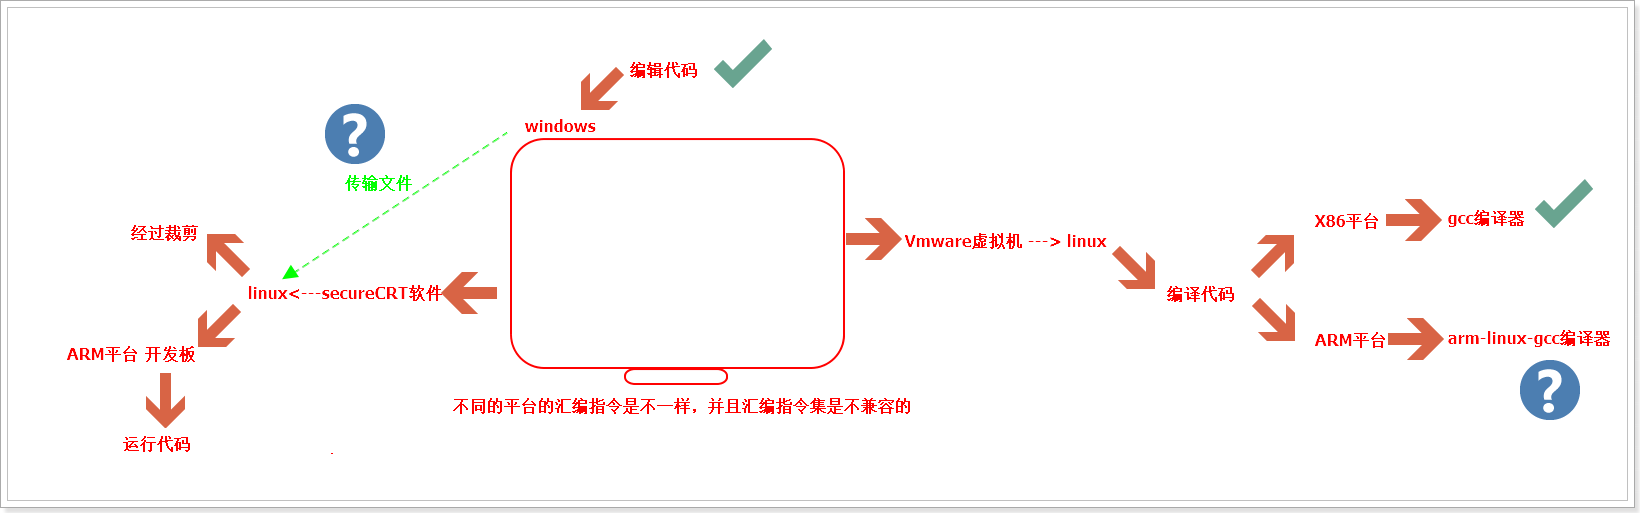 编辑代码
windows
传输文件
经过裁剪
X86平台
gcc编译器
Vmware虚拟机 ---> linux
linux<---secureCRT软件
编译代码
ARM平台 开发板
ARM平台
arm-linux-gcc编译器
不同的平台的汇编指令是不一样，并且汇编指令集是不兼容的
运行代码